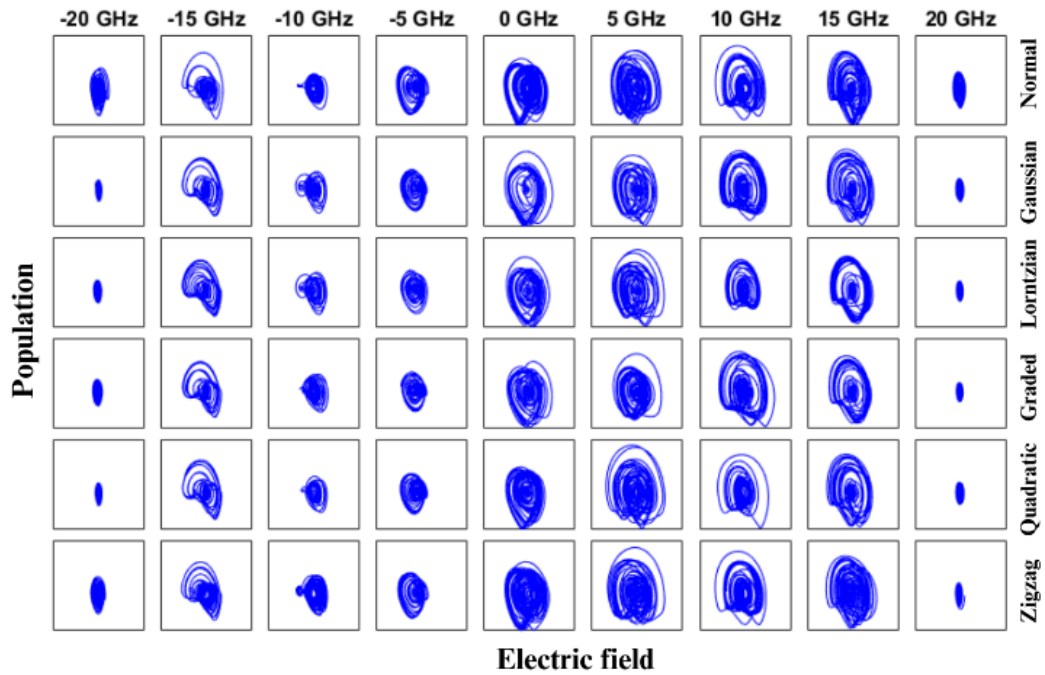 -20 GHz -15 GHz -10 GHz -5 GHz 0 GHz 5 GHz 10 GHz 15 GHz 20 GHz
Normal
Gaussian
Lorntzian
Graded
Quadratic
Zigzag
Population
Electric field